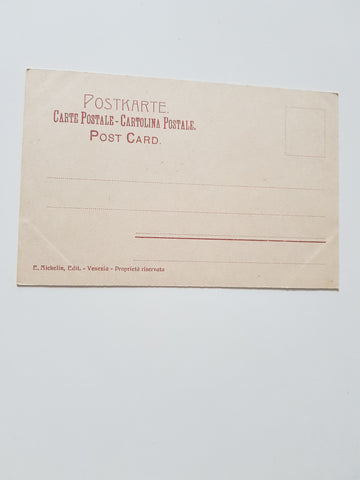 POSTKARTE.
CARTE POSTALE - CARTOLINA POSTALE.
POST CARD.
E. Nichelin, Edit. - Venezia - Proprietà riservata